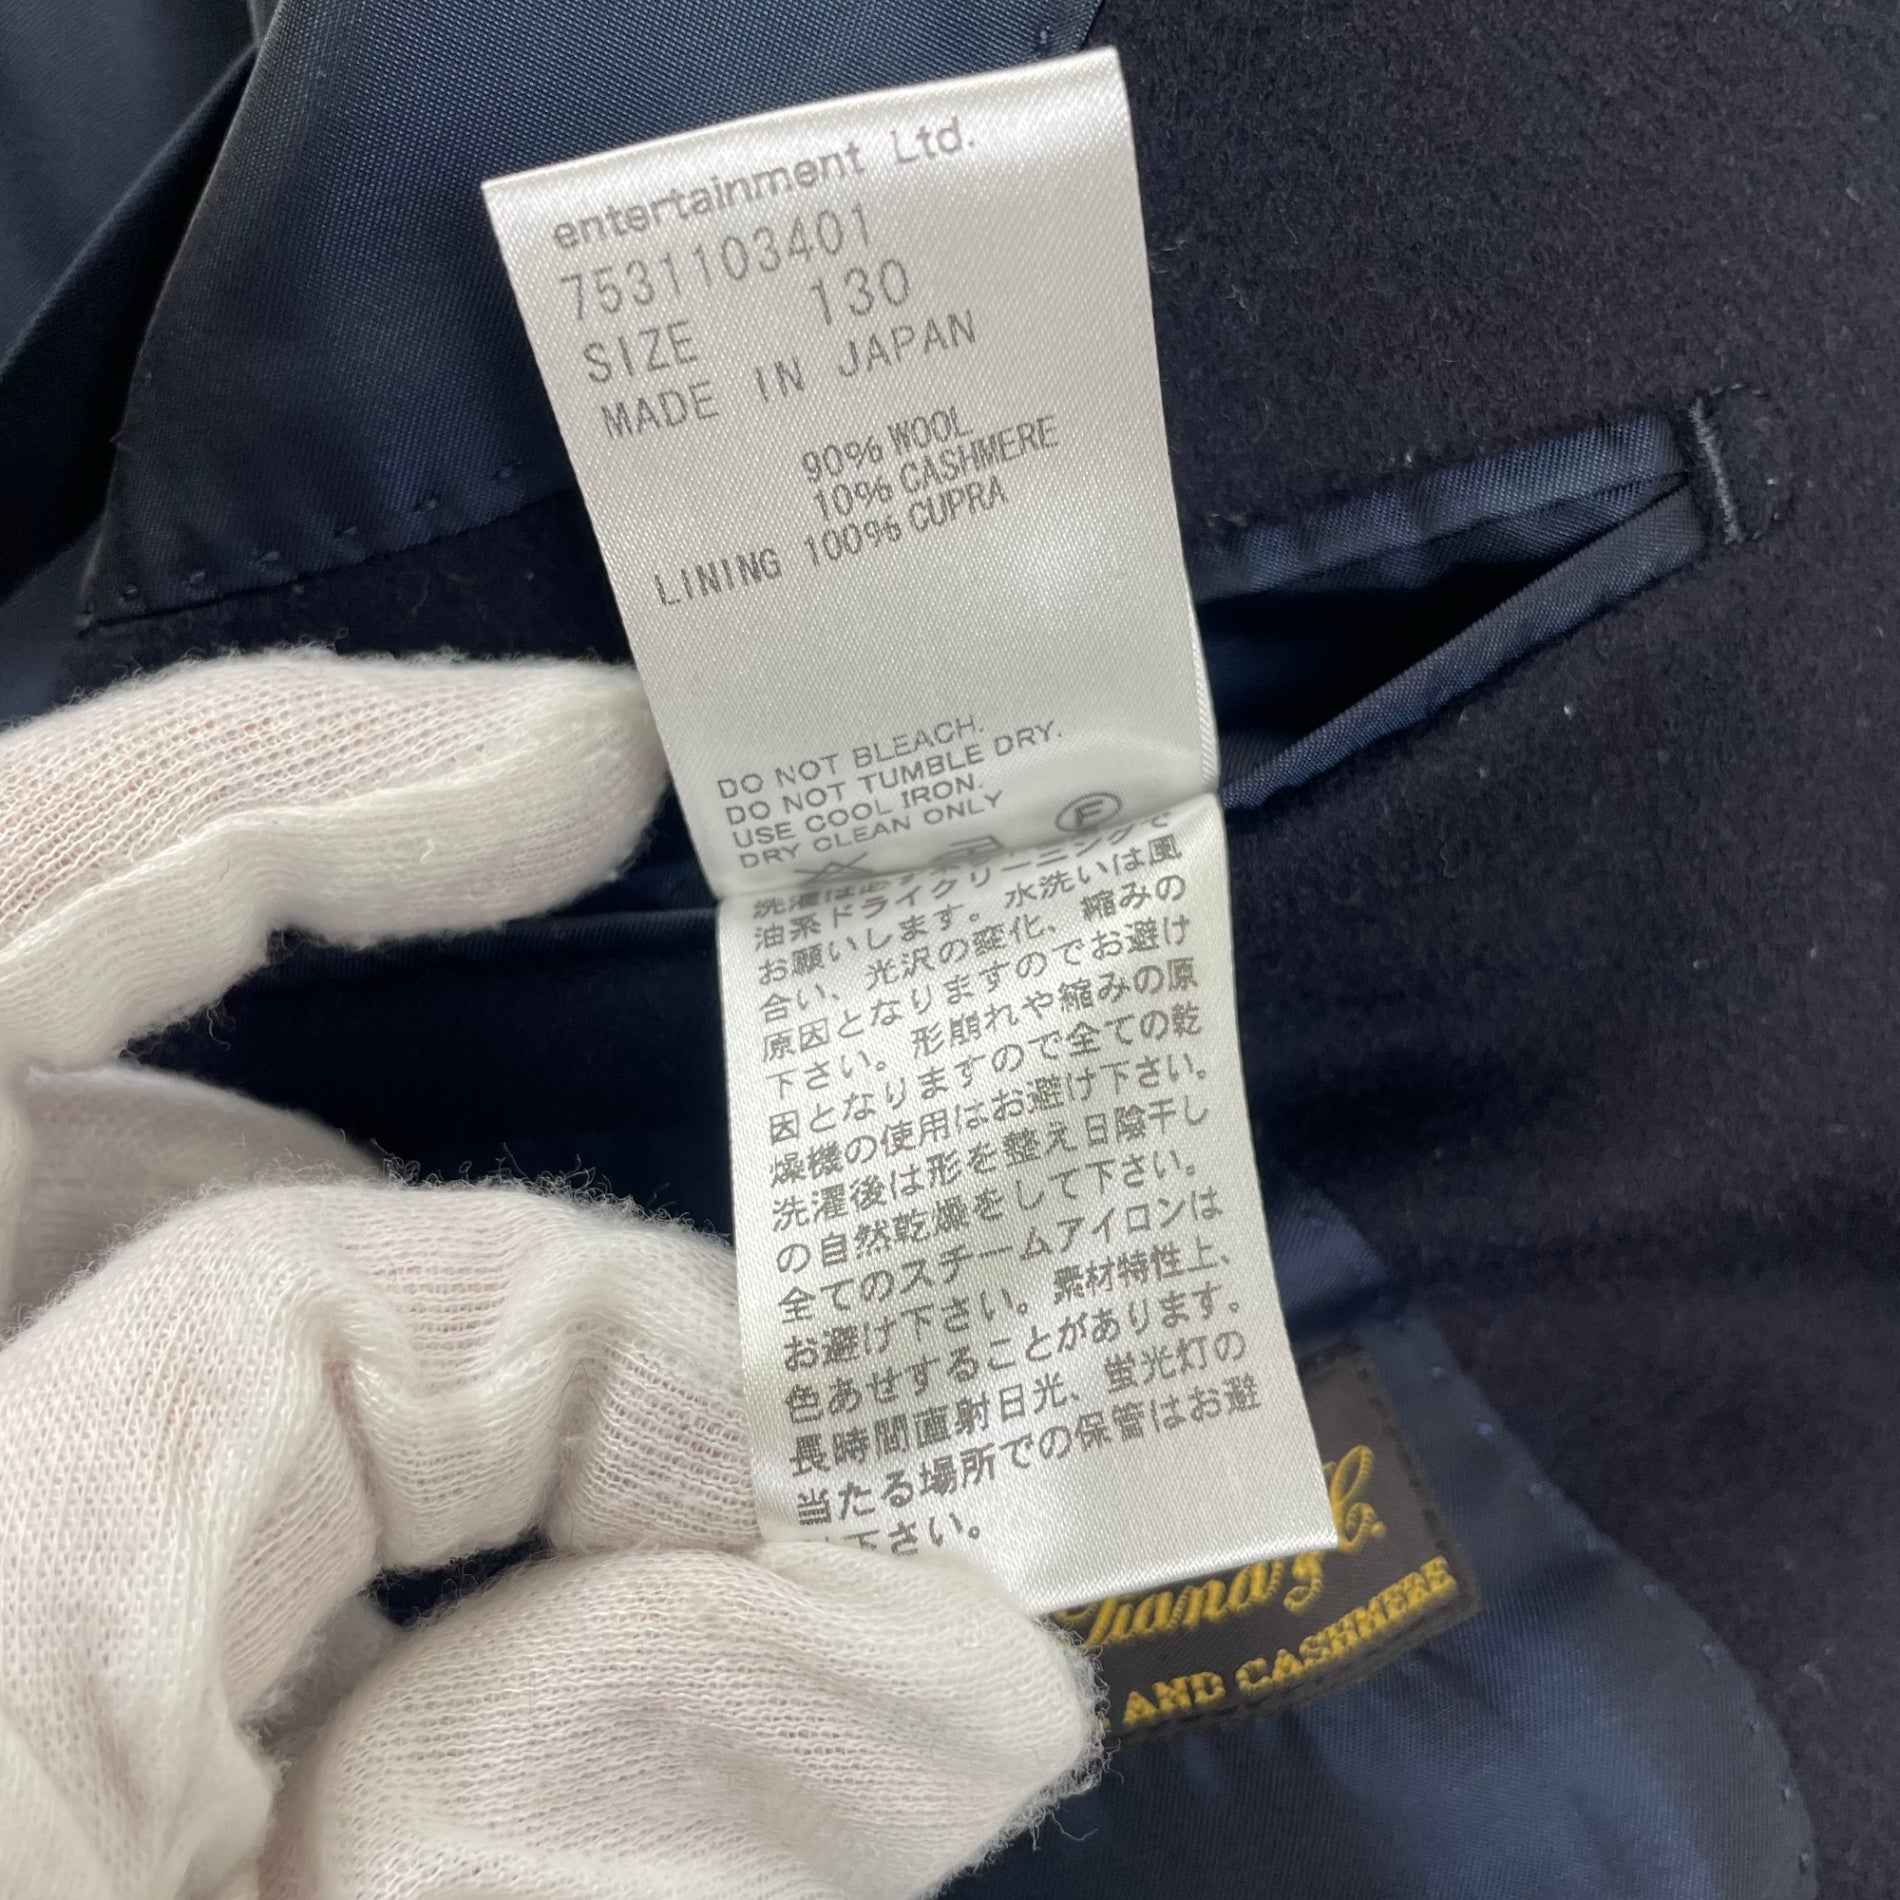 entertainment Ltd.
7531103401
SIZE 130
MADE IN JAPAN
90% WOOL
10% CASHMERE
LINING 100% CUPRA
DO NOT BLEACH.
DO NOT TUMBLE DRY.
USE COOL IRON.
DRY CLEAN ONLY
F
洗濯は必ず ドライクリーニングで
油系ドライクリーニングで
お願いします。水洗いは風
合い、光沢の変化、縮みの
原因となりますのでお避け
下さい。形崩れや縮みの原
因となりますので全ての乾
燥機の使用はお避け下さい。
洗濯後は形を整え日陰干し
の自然乾燥をして下さい。
全てのスチームアイロンは
お避け下さい。素材特性上、
色あせすることがあります。
長時間直射日光、蛍光灯の
当たる場所での保管はお避
け下さい。
AND CASHMERE